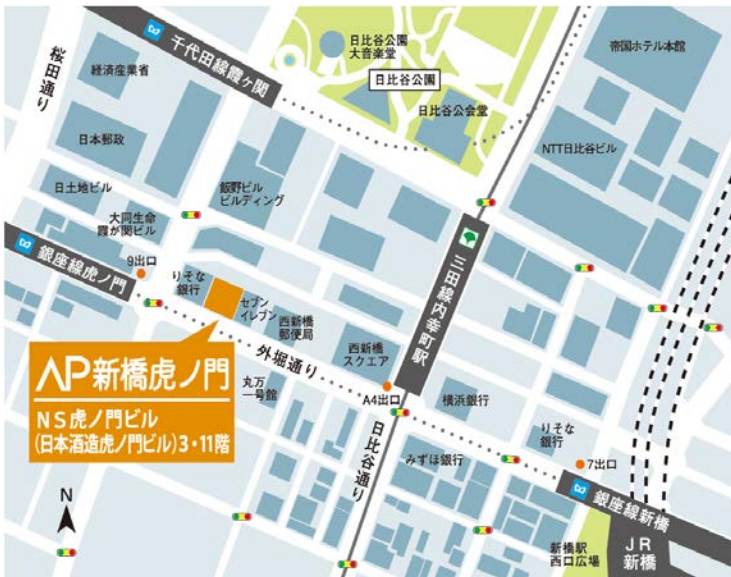 千代田線霞ヶ関
日比谷公園
大音楽堂
日比谷公園
日比谷公会堂
帝国ホテル本館
NTT日比谷ビル
桜田通り
経済産業省
日本郵政
日土地ビル
大同生命
霞が関ビル
飯野ビル
ビルディング
銀座線虎ノ門
9出口
りそな
銀行
セブン
イレブン
西新橋
郵便局
外堀通り
西新橋
スクエア
三田線内幸町駅
AP新橋虎ノ門
NS虎ノ門ビル
(日本酒造虎ノ門ビル)3・11階
丸万
一号館
A4出口
横浜銀行
りそな
銀行
日比谷通り
みずほ銀行
7出口
銀座線新橋
N
新橋駅
西口広場
JR
新橋